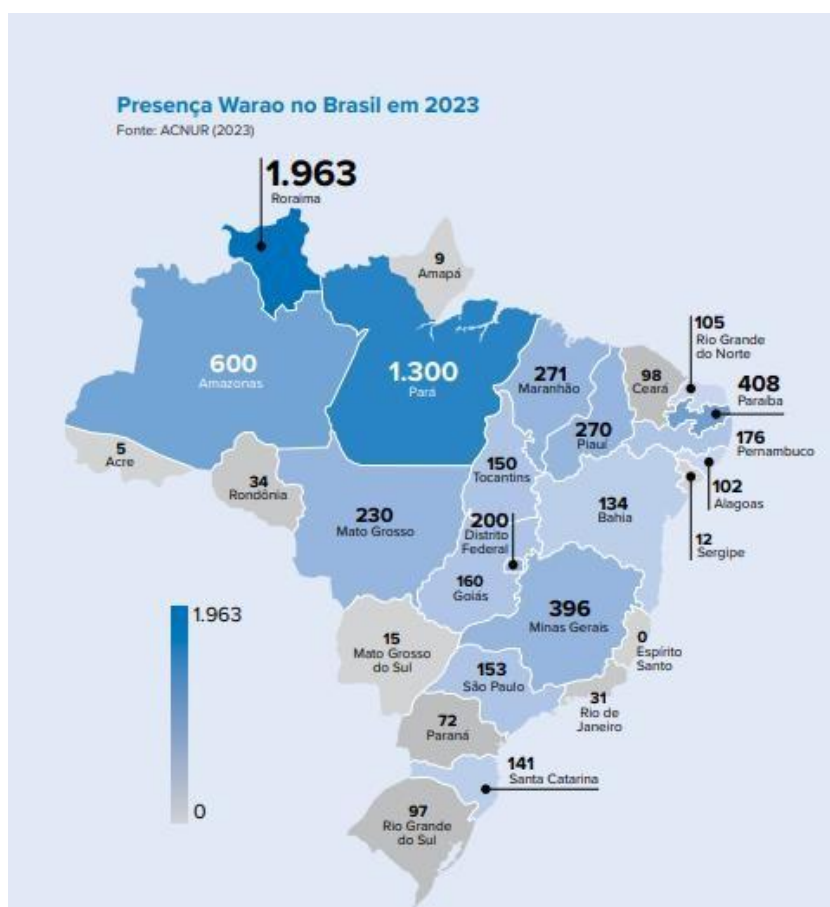 Presença Warao no Brasil em 2023
Fonte: ACNUR (2023)
1.963
Roraima
9
Amapá
600
Amazonas
1.300
Pará
271
Maranhão
98
Ceará
105
Rio Grande
do Norte
408
Paraíba
270
Piauí
176
Pernambuco
5
Acre
34
Rondônia
150
Tocantins
102
Alagoas
230
Mato Grosso
200
Distrito
Federal
134
Bahia
12
Sergipe
160
Goiás
396
Minas Gerais
1.963
0
15
Mato Grosso
do Sul
0
Espírito
Santo
153
São Paulo
31
Rio de
Janeiro
72
Paraná
141
Santa Catarina
97
Rio Grande
do Sul